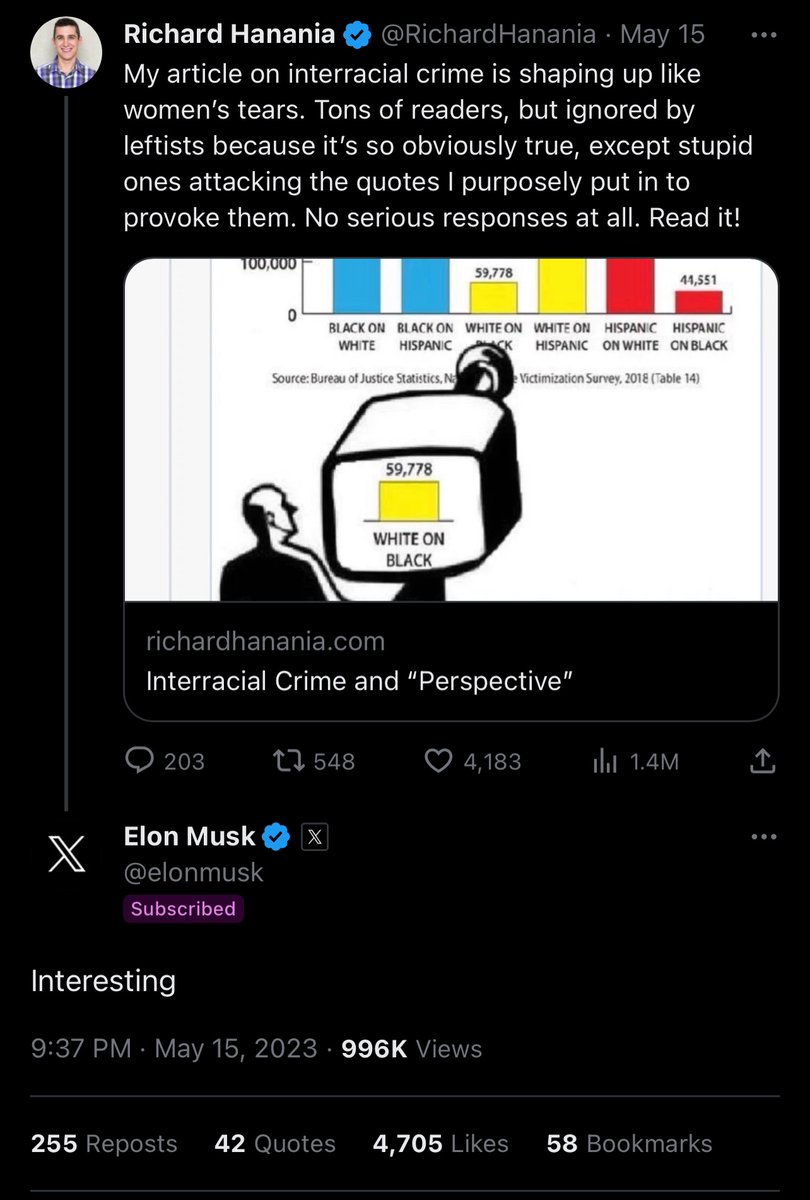 Richard Hanania @RichardHanania · May 15
My article on interracial crime is shaping up like
women's tears. Tons of readers, but ignored by
leftists because it's so obviously true, except stupid
ones attacking the quotes I purposely put in to
provoke them. No serious responses at all. Read it!
100,000
59,778
44,551
0
BLACK ON BLACK ON WHITE ON WHITE ON HISPANIC HISPANIC
WHITE HISPANIC HISPANIC ON WHITE ON BLACK
Source: Bureau of Justice Statistics, Victimization Survey, 2018 (Table 14)
59,778
WHITE ON
BLACK
richardhanania.com
Interracial Crime and “Perspective”
203 548 4,183 1.4M
Elon Musk
@elonmusk
Subscribed
Interesting
9:37 PM · May 15, 2023 · 996K Views
255 Reposts 42 Quotes 4,705 Likes 58 Bookmarks